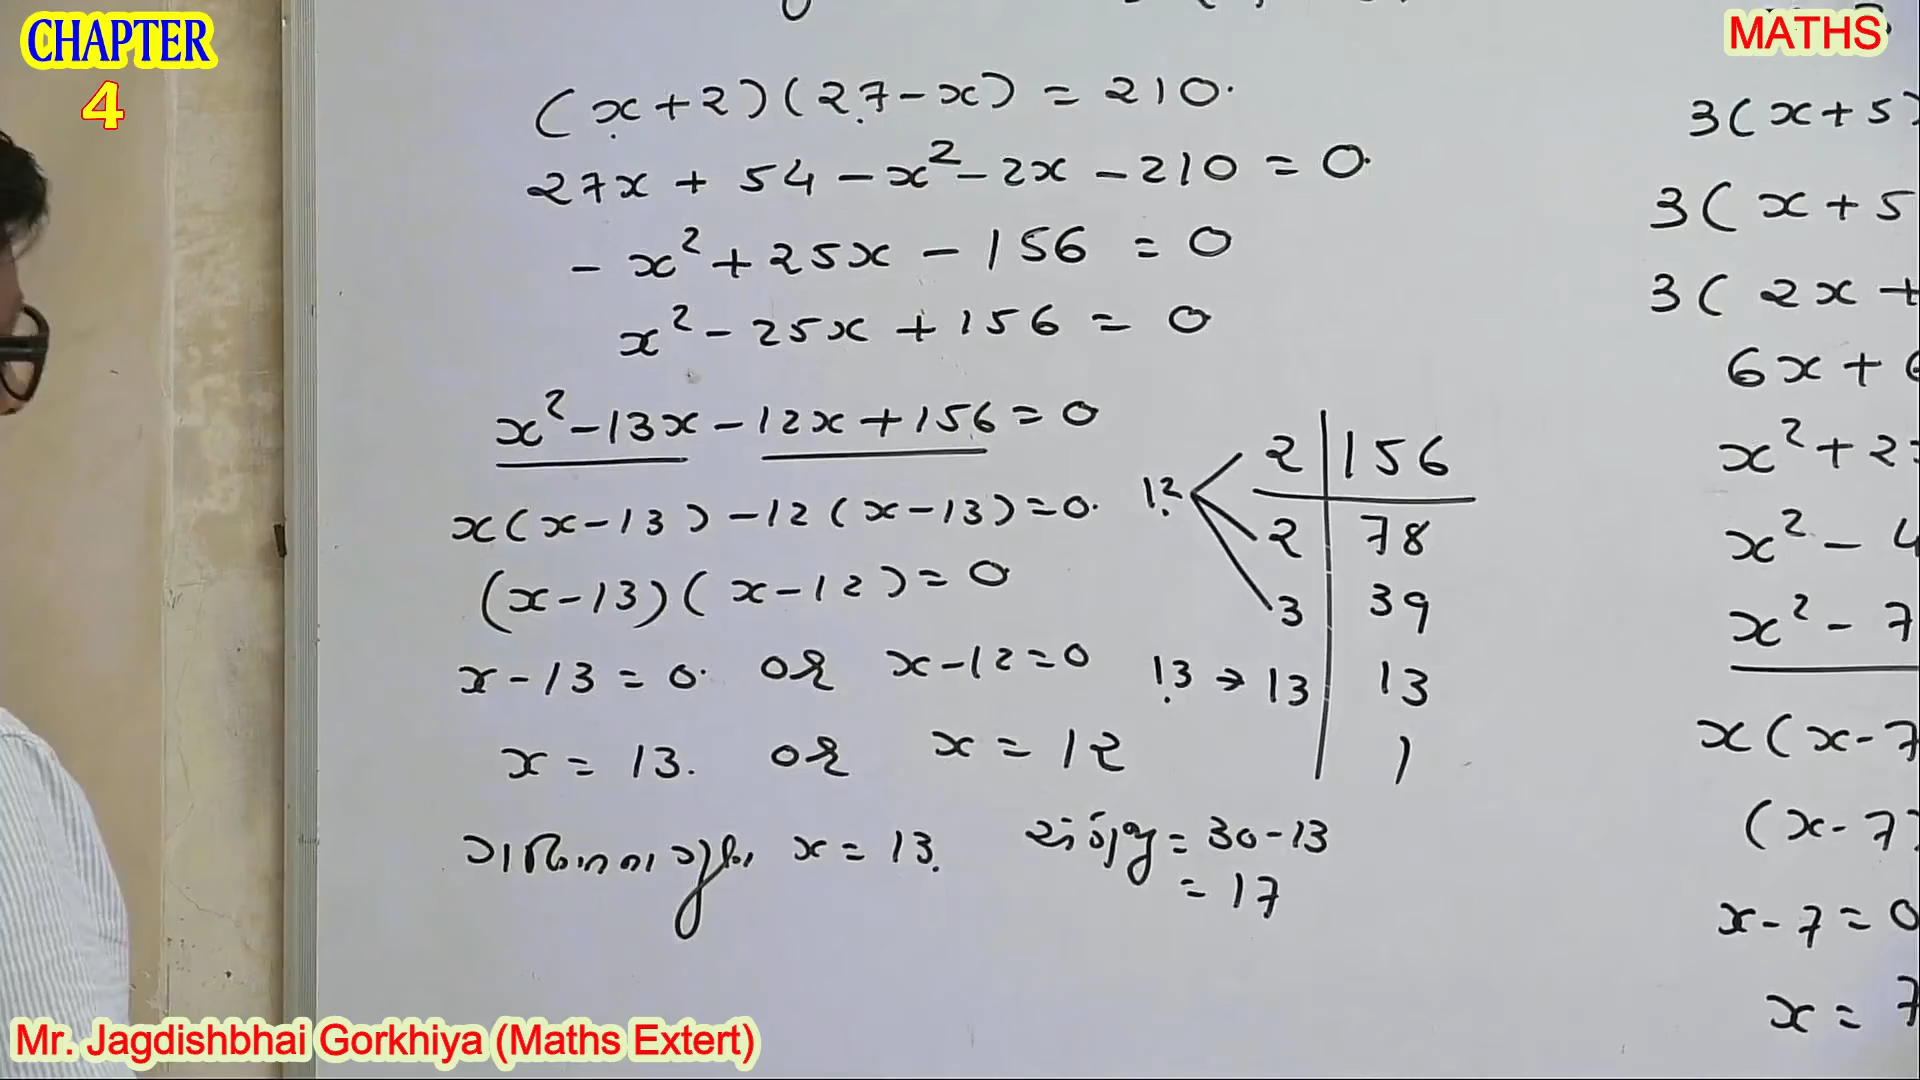 CHAPTER
4
MATHS
(x+2)(27-x) = 210.
27x + 54 - x² - 2x - 210 = 0.
- x² + 25x - 156 = 0
x² - 25x + 156 = 0
x² - 13x - 12x + 156 = 0
x(x-13) - 12(x-13) = 0.
(x-13)(x-12) = 0
x-13 = 0. or x-12=0
x = 13. or x = 12
ગણિતના ગુણ x = 13.
અંગ્રેજી = 30-13
= 17
2 | 156
12 2 | 78
3 | 39
13 → 13 | 13
1
3(x+5)
3(x+5
3(2x+
6x+6
x²+2
x²-4
x²-7
x(x-7
(x-7)
x-7=0
x=7
Mr. Jagdishbhai Gorkhiya (Maths Extert)